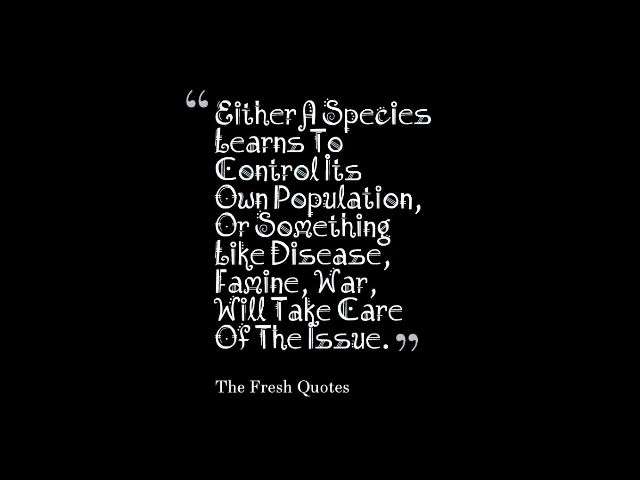 “Either A Species
Learns To
Control Its
Own Population,
Or Something
Like Disease,
Famine, War,
Will Take Care
Of The Issue.”
The Fresh Quotes